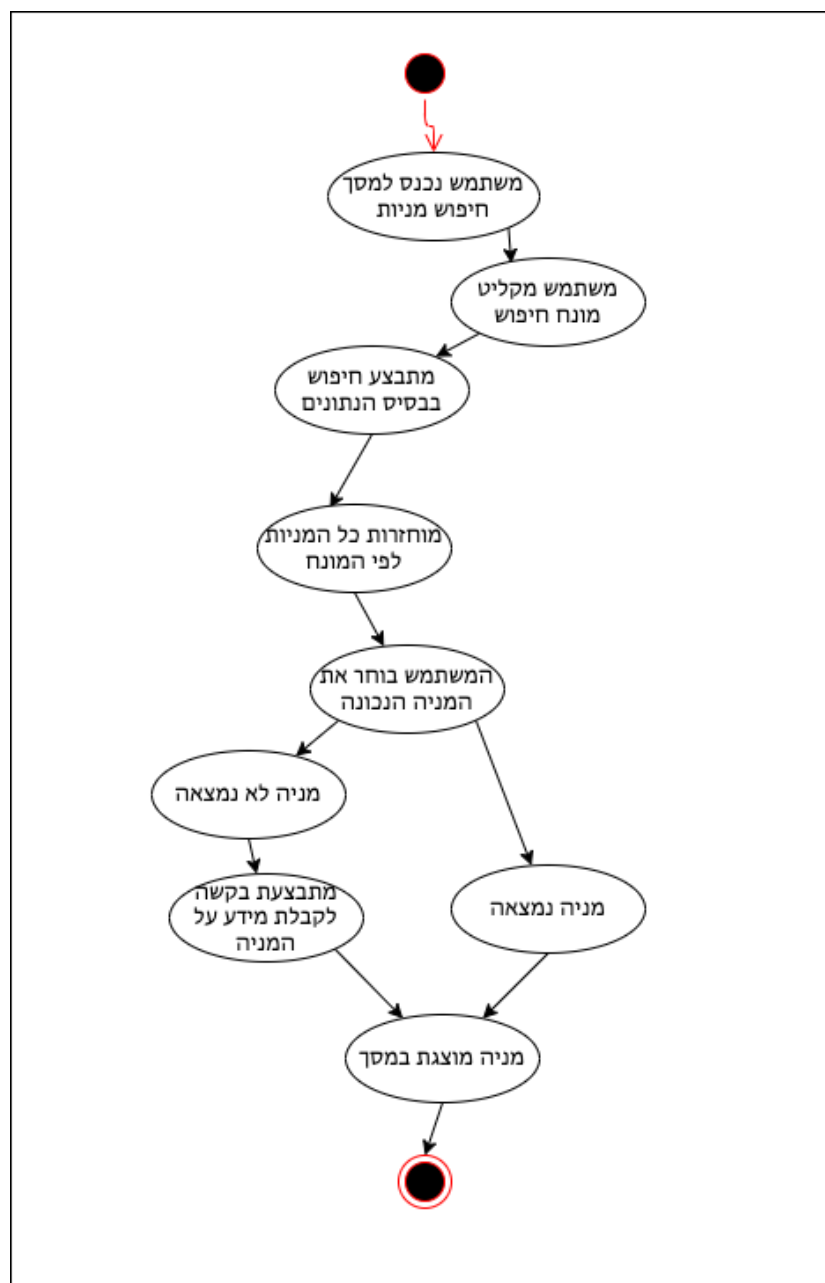 משתמש נכנס למסך
חיפוש מניות
משתמש מקליט
מונח חיפוש
מתבצע חיפוש
בבסיס הנתונים
מוחזרות כל המניות
לפי המונח
המשתמש בוחר את
המניה הנכונה
מניה לא נמצאה
מתבצעת בקשה
לקבלת מידע על
המניה
מניה נמצאה
מניה מוצגת במסך